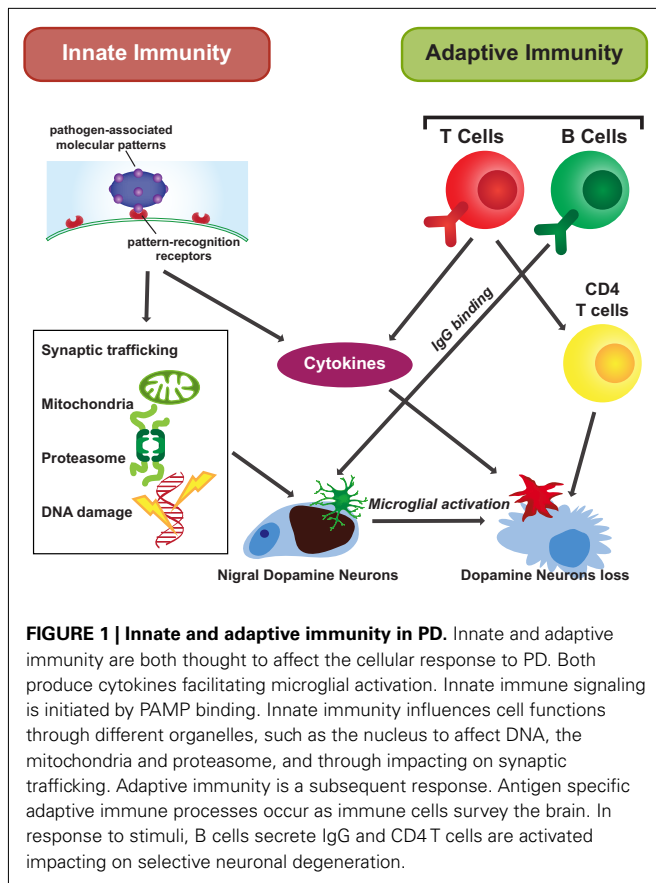 Innate Immunity
Adaptive Immunity
pathogen-associated
molecular patterns
pattern-recognition
receptors
T Cells
B Cells
CD4
T cells
IgG binding
Cytokines
Synaptic trafficking
Mitochondria
Proteasome
DNA damage
Microglial activation
Nigral Dopamine Neurons
Dopamine Neurons loss
FIGURE 1 | Innate and adaptive immunity in PD. Innate and adaptive
immunity are both thought to affect the cellular response to PD. Both
produce cytokines facilitating microglial activation. Innate immune signaling
is initiated by PAMP binding. Innate immunity influences cell functions
through different organelles, such as the nucleus to affect DNA, the
mitochondria and proteasome, and through impacting on synaptic
trafficking. Adaptive immunity is a subsequent response. Antigen specific
adaptive immune processes occur as immune cells survey the brain. In
response to stimuli, B cells secrete IgG and CD4 T cells are activated
impacting on selective neuronal degeneration.